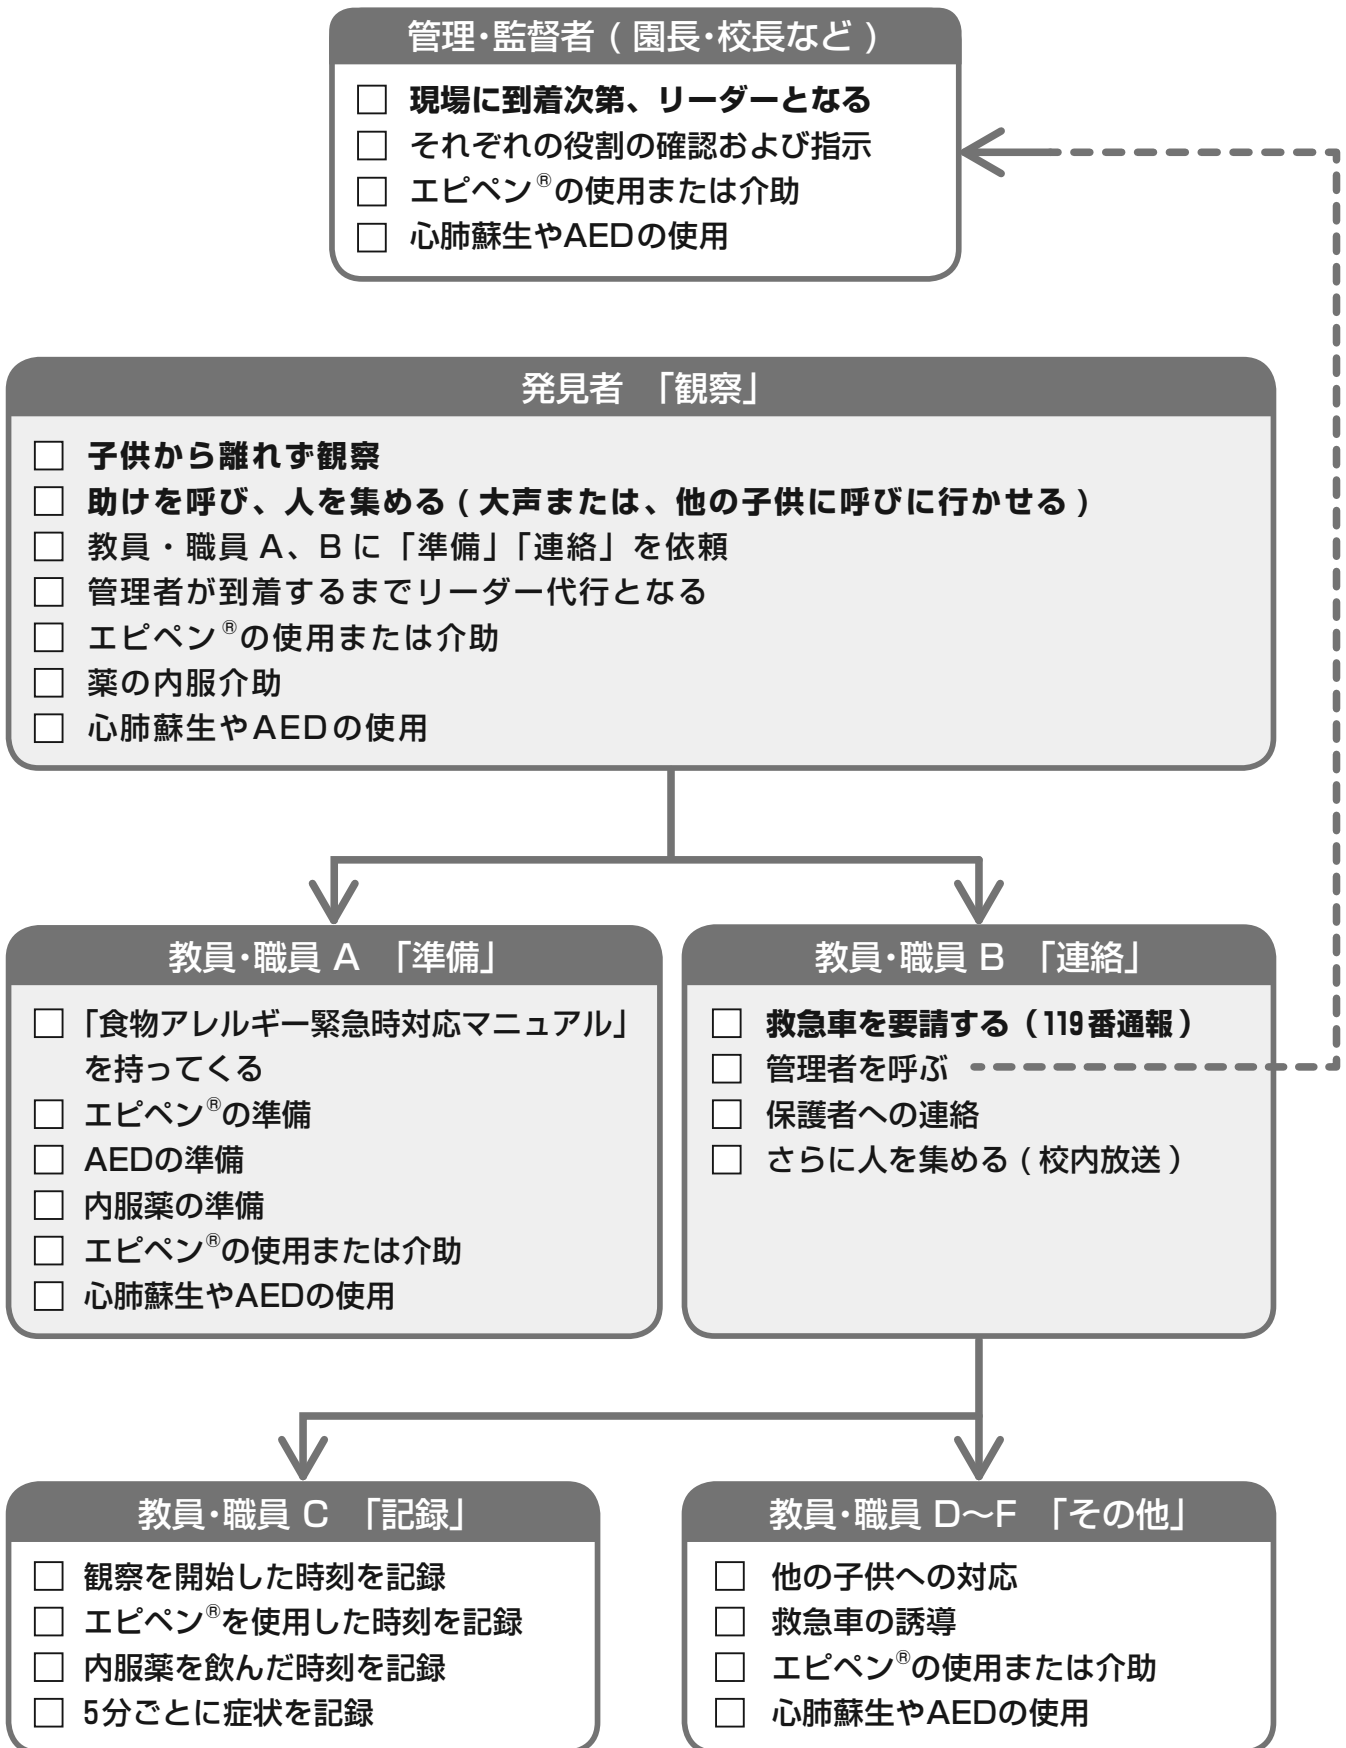 管理･監督者 ( 園長･校長など )
□ 現場に到着次第、リーダーとなる
□ それぞれの役割の確認および指示
□ エピペン®の使用または介助
□ 心肺蘇生やAEDの使用
発見者 「観察」
□ 子供から離れず観察
□ 助けを呼び、人を集める ( 大声または、他の子供に呼びに行かせる )
□ 教員・職員 A、B に「準備」「連絡」を依頼
□ 管理者が到着するまでリーダー代行となる
□ エピペン®の使用または介助
□ 薬の内服介助
□ 心肺蘇生やAEDの使用
教員･職員 A 「準備」
□ 「食物アレルギー緊急時対応マニュアル」
を持ってくる
□ エピペン®の準備
□ AEDの準備
□ 内服薬の準備
□ エピペン®の使用または介助
□ 心肺蘇生やAEDの使用
教員･職員 B 「連絡」
□ 救急車を要請する ( 119番通報 )
□ 管理者を呼ぶ
□ 保護者への連絡
□ さらに人を集める ( 校内放送 )
教員･職員 C 「記録」
□ 観察を開始した時刻を記録
□ エピペン®を使用した時刻を記録
□ 内服薬を飲んだ時刻を記録
□ 5分ごとに症状を記録
教員･職員 D〜F 「その他」
□ 他の子供への対応
□ 救急車の誘導
□ エピペン®の使用または介助
□ 心肺蘇生やAEDの使用